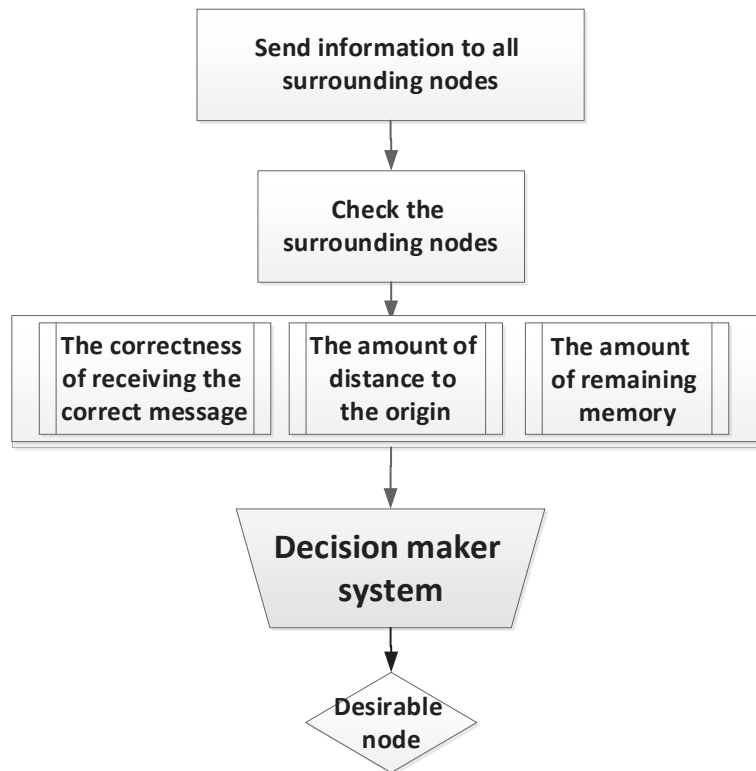 Send information to all
surrounding nodes
Check the
surrounding nodes
The correctness
of receiving the
correct message
The amount of
distance to
the origin
The amount
of remaining
memory
Decision maker
system
Desirable
node